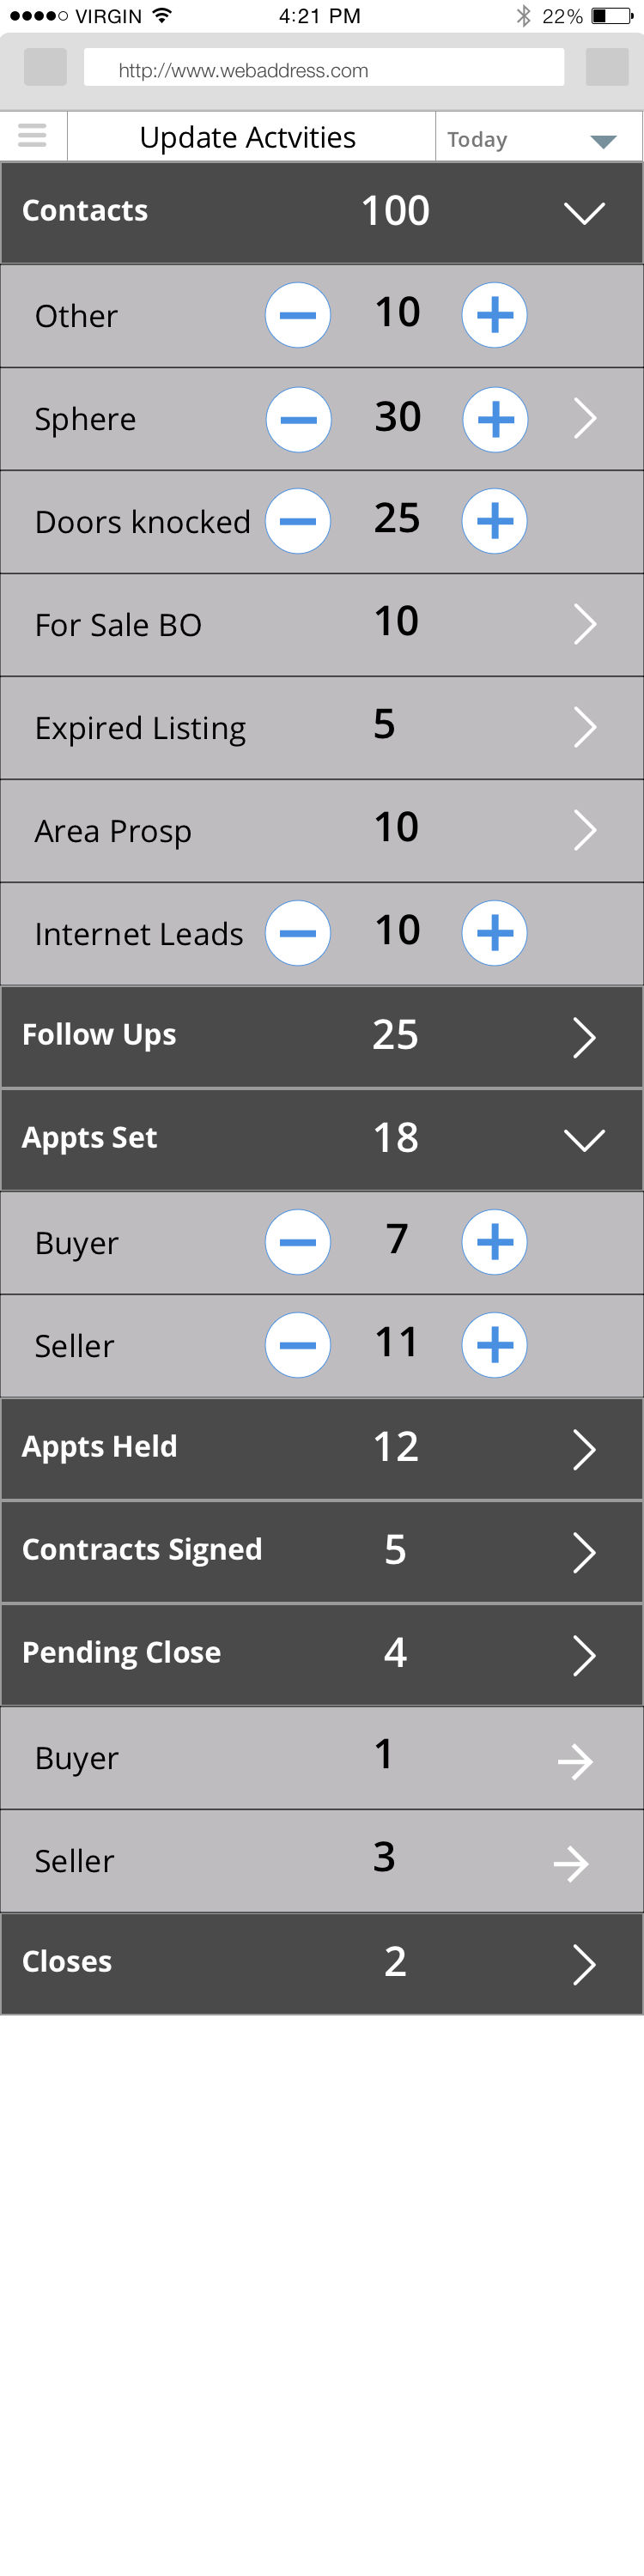 VIRGIN 4:21 PM 22%
http://www.webaddress.com
Update Actvities Today
Contacts 100
Other 10
Sphere 30
Doors knocked 25
For Sale BO 10
Expired Listing 5
Area Prosp 10
Internet Leads 10
Follow Ups 25
Appts Set 18
Buyer 7
Seller 11
Appts Held 12
Contracts Signed 5
Pending Close 4
Buyer 1
Seller 3
Closes 2